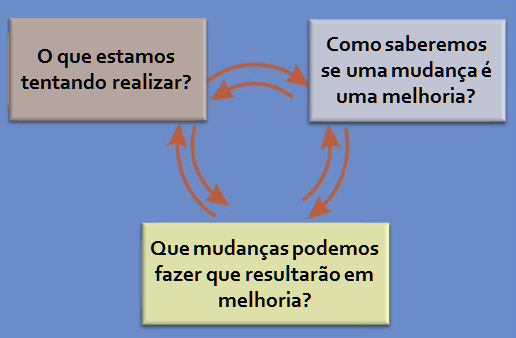 O que estamos
tentando realizar?
Como saberemos
se uma mudança é
uma melhoria?
Que mudanças podemos
fazer que resultarão em
melhoria?